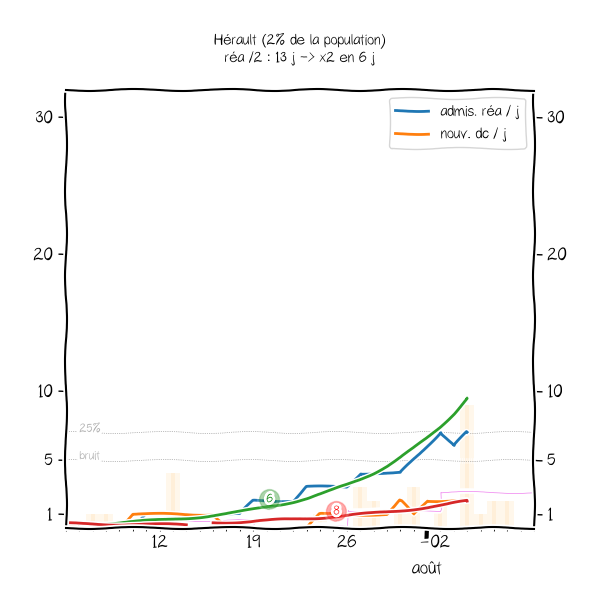 Hérault (2% de la population)
réa /2 : 13 j -> x2 en 6 j
admis. réa / j
nouv. dc / j
30
30
20
20
10
10
25%
bruit
5
5
6
8
1
1
12
19
26
02
août